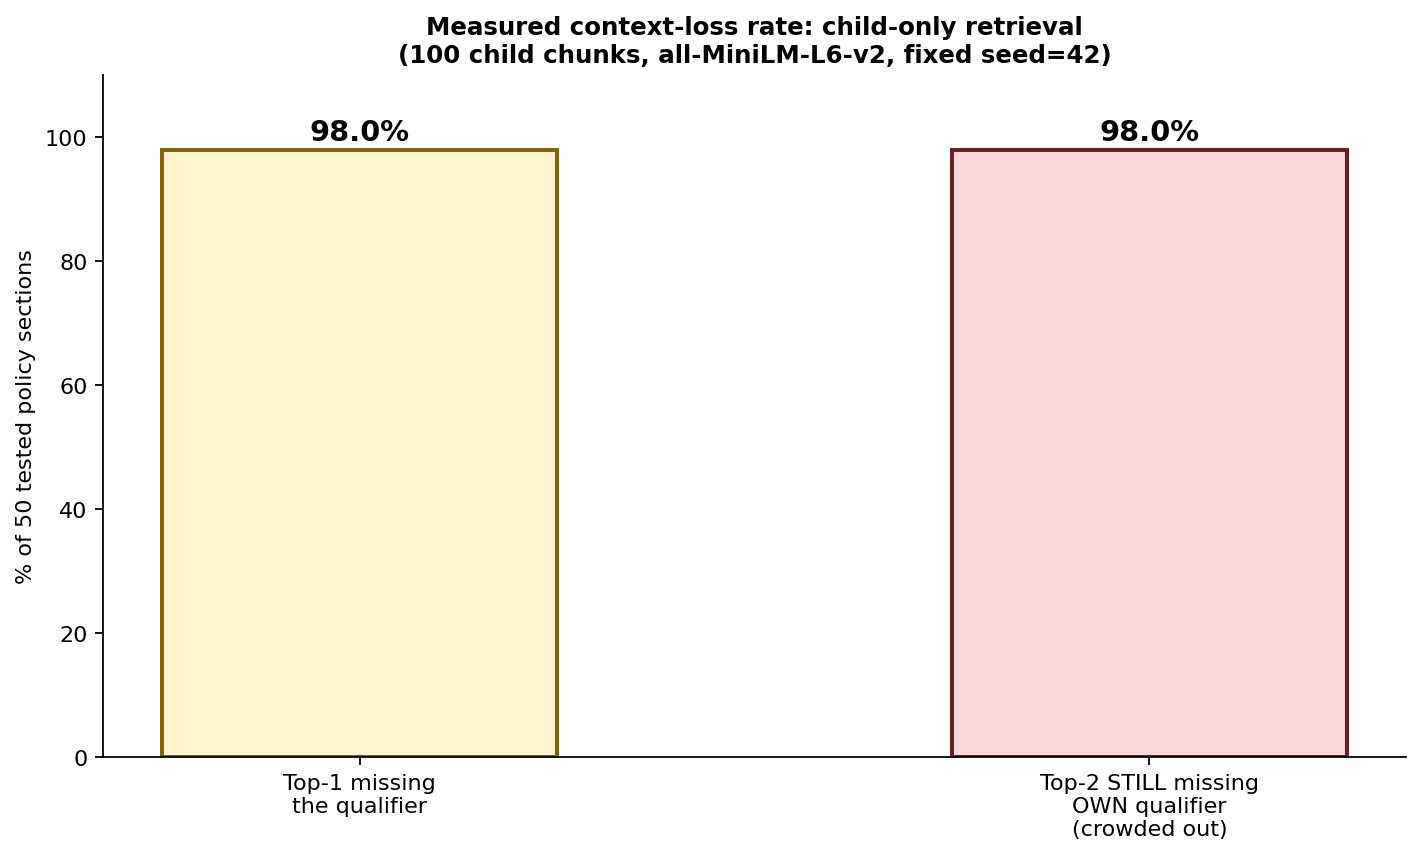 Measured context-loss rate: child-only retrieval
(100 child chunks, all-MiniLM-L6-v2, fixed seed=42)
98.0%
98.0%
% of 50 tested policy sections
100
80
60
40
20
0
Top-1 missing
the qualifier
Top-2 STILL missing
OWN qualifier
(crowded out)